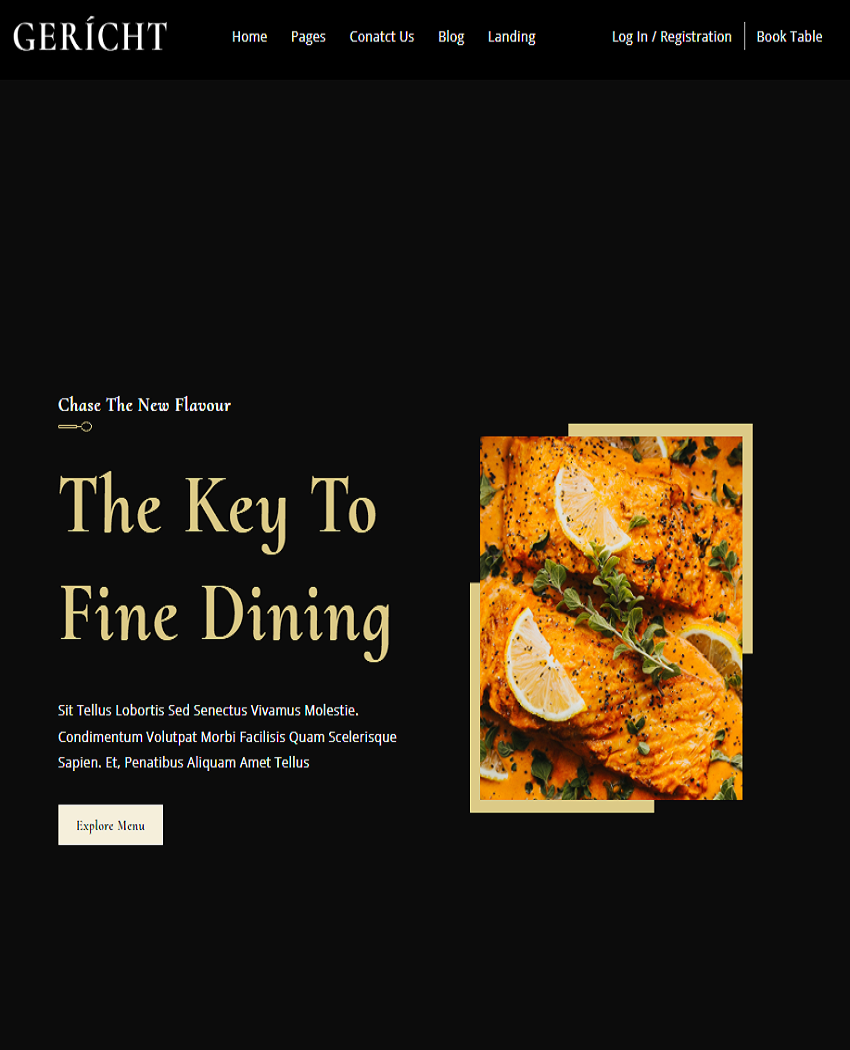 GERÍCHT
Home Pages Conatct Us Blog Landing Log In / Registration Book Table
Chase The New Flavour
The Key To
Fine Dining
Sit Tellus Lobortis Sed Senectus Vivamus Molestie.
Condimentum Volutpat Morbi Facilisis Quam Scelerisque
Sapien. Et, Penatibus Aliquam Amet Tellus
Explore Menu